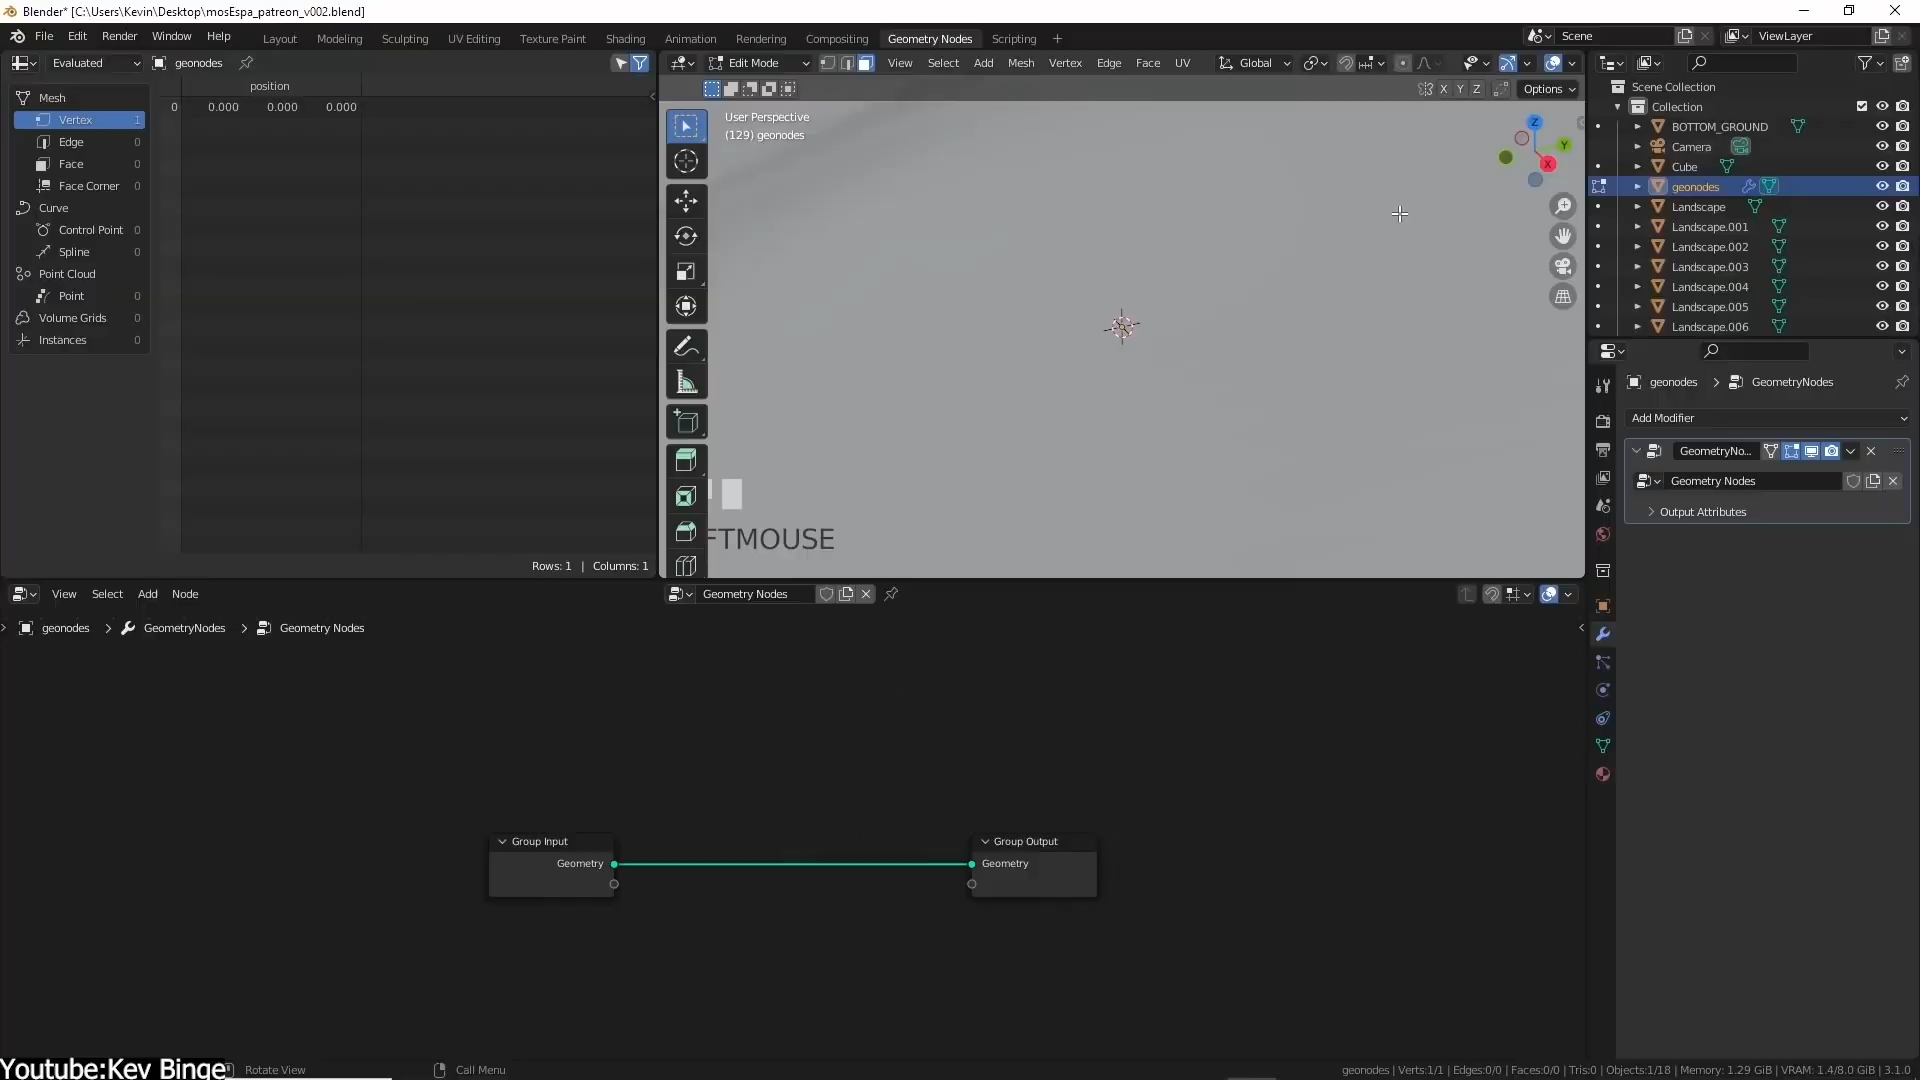 Blender* [C:\Users\Kevin\Desktop\mosEspa_patreon_v002.blend]
File Edit Render Window Help Layout Modeling Sculpting UV Editing Texture Paint Shading Animation Rendering Compositing Geometry Nodes Scripting + Scene ViewLayer
Evaluated geonodes
position
Mesh 0 0.000 0.000 0.000
Vertex 1
Edge 0
Face 0
Face Corner 0
Curve
Control Point 0
Spline 0
Point Cloud
Point 0
Volume Grids 0
Instances 0
Rows: 1 | Columns: 1
Edit Mode View Select Add Mesh Vertex Edge Face UV Global
X Y Z Options
User Perspective
(129) geonodes
Z
Y
X
FTMOUSE
Scene Collection
Collection
BOTTOM_GROUND
Camera
Cube
geonodes
Landscape
Landscape.001
Landscape.002
Landscape.003
Landscape.004
Landscape.005
Landscape.006
geonodes > GeometryNodes
Add Modifier
GeometryNo...
Geometry Nodes
Output Attributes
View Select Add Node Geometry Nodes
geonodes > GeometryNodes > Geometry Nodes
Group Input
Geometry
Group Output
Geometry
Youtube:Kev Binge
Rotate View
Call Menu
geonodes | Verts:1/1 | Edges:0/0 | Faces:0/0 | Tris:0 | Objects:1/18 | Memory: 1.29 GiB | VRAM: 1.4/8.0 GiB | 3.1.0